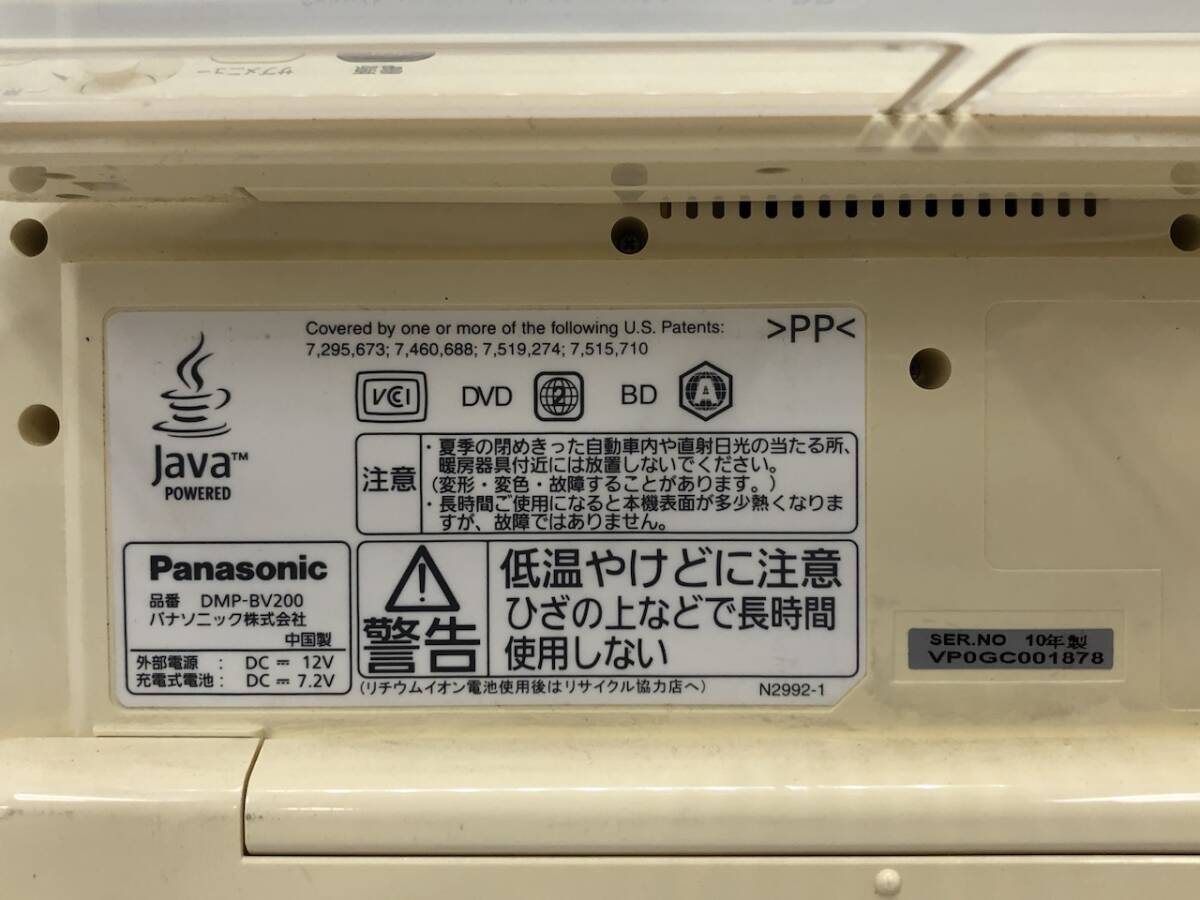 サブメニュー
電源
Java™
POWERED
Covered by one or more of the following U.S. Patents:
7,295,673; 7,460,688; 7,519,274; 7,515,710
>PP<
VCCI
DVD 2
BD A
注意
・夏季の閉めきった自動車内や直射日光の当たる所、
暖房器具付近には放置しないでください。
(変形・変色・故障することがあります。)
・長時間ご使用になると本機表面が多少熱くなりま
すが、故障ではありません。
Panasonic
品番 DMP-BV200
パナソニック株式会社
中国製
外部電源 : DC ⎓ 12V
充電式電池 : DC ⎓ 7.2V
警告
低温やけどに注意
ひざの上などで長時間
使用しない
(リチウムイオン電池使用後はリサイクル協力店へ)
N2992-1
SER.NO 10年製
VP0GC001878